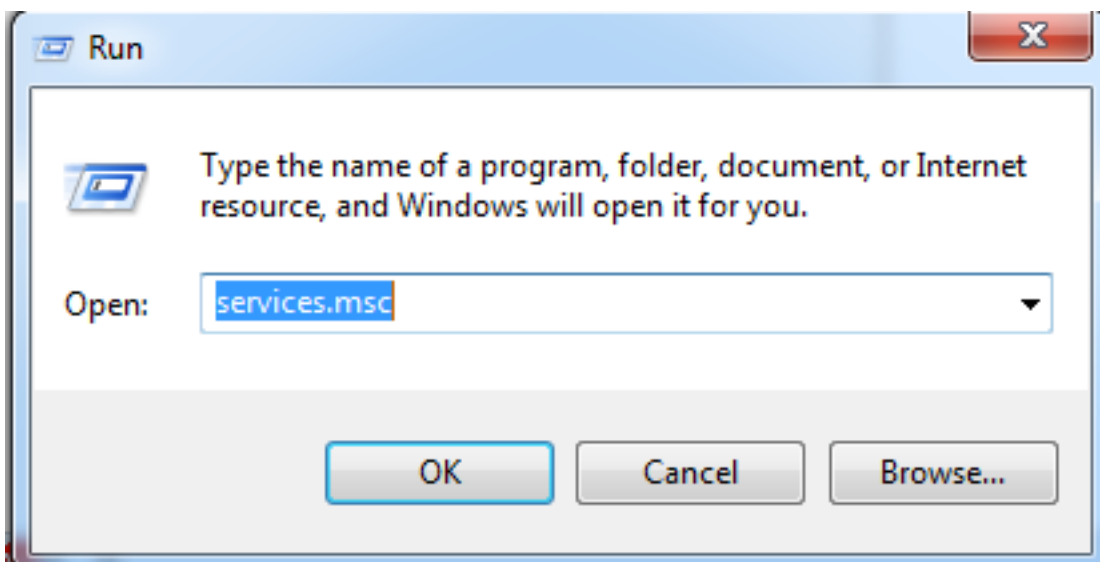 Run
Type the name of a program, folder, document, or Internet
resource, and Windows will open it for you.
Open: services.msc
OK Cancel Browse...